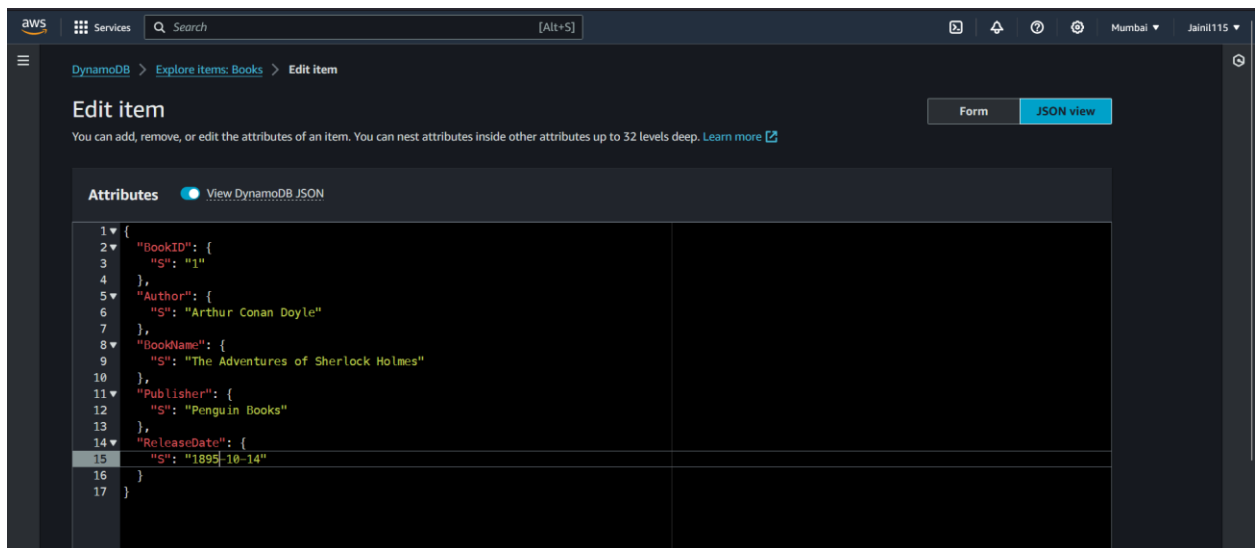 aws
Services
Search
[Alt+S]
Mumbai ▼
Jainil115 ▼
DynamoDB > Explore items: Books > Edit item
Edit item
Form
JSON view
You can add, remove, or edit the attributes of an item. You can nest attributes inside other attributes up to 32 levels deep. Learn more
Attributes
View DynamoDB JSON
1▼ {
2▼ "BookID": {
3 "S": "1"
4 },
5▼ "Author": {
6 "S": "Arthur Conan Doyle"
7 },
8▼ "BookName": {
9 "S": "The Adventures of Sherlock Holmes"
10 },
11▼ "Publisher": {
12 "S": "Penguin Books"
13 },
14▼ "ReleaseDate": {
15 "S": "1895-10-14"
16 }
17 }